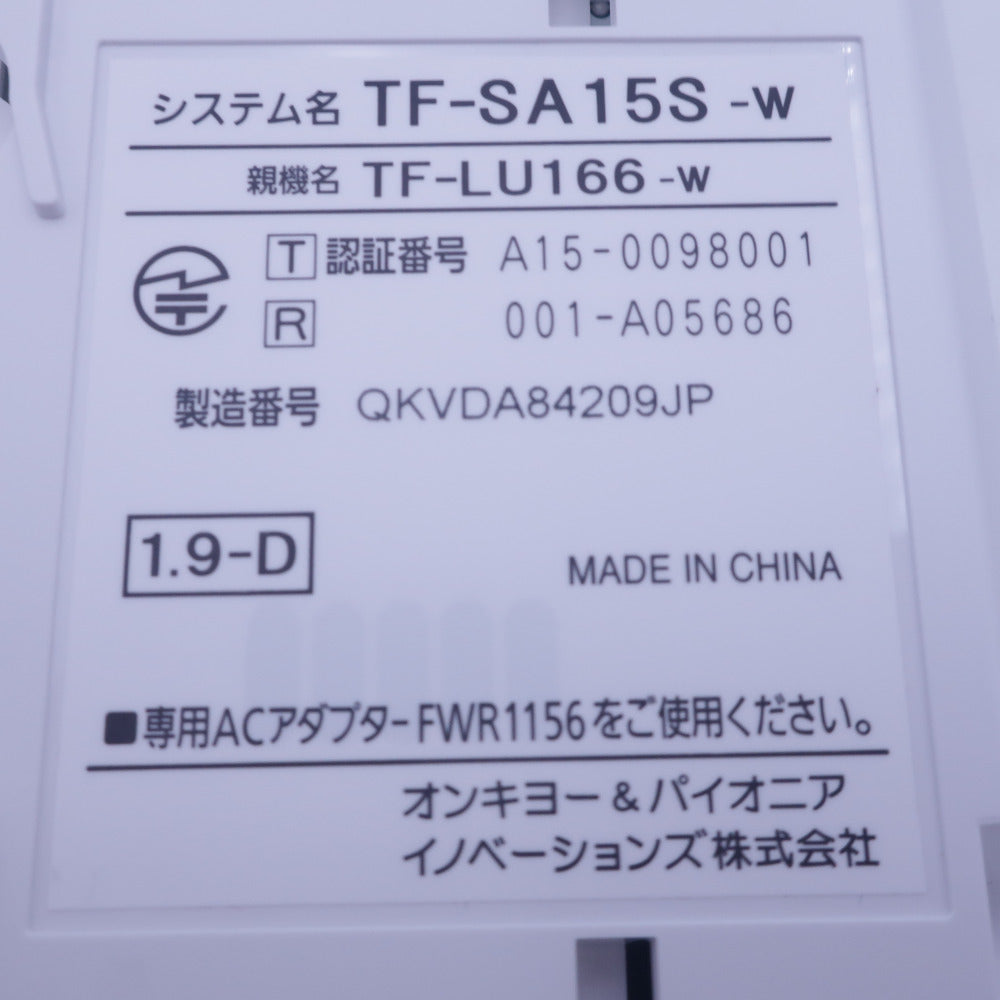 システム名 TF-SA15S -W
親機名 TF-LU166 -W
T 認証番号 A15-0098001
R 001-A05686
製造番号 QKVDA84209JP
1.9-D
MADE IN CHINA
■専用ACアダプターFWR1156をご使用ください。
オンキヨー&パイオニア
イノベーションズ株式会社